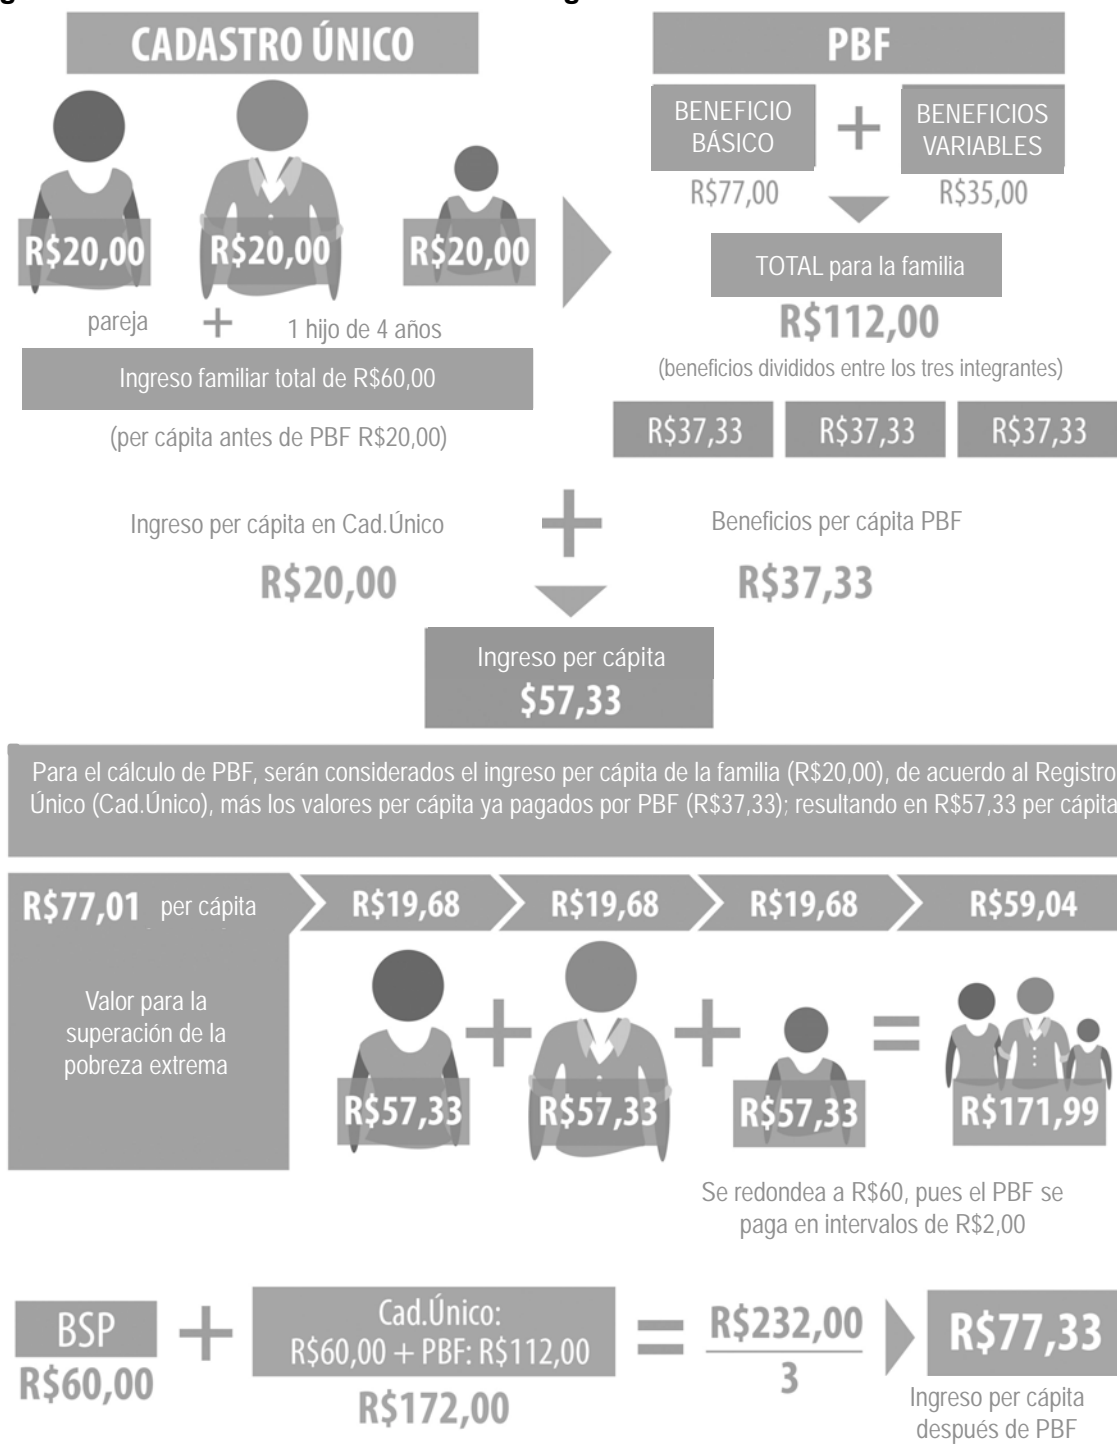 CADASTRO ÚNICO
R$20,00
R$20,00
R$20,00
pareja
+
1 hijo de 4 años
Ingreso familiar total de R$60,00
(per cápita antes de PBF R$20,00)
PBF
BENEFICIO
BÁSICO
+
BENEFICIOS
VARIABLES
R$77,00
R$35,00
TOTAL para la familia
R$112,00
(beneficios divididos entre los tres integrantes)
R$37,33
R$37,33
R$37,33
Ingreso per cápita en Cad.Único
R$20,00
+
Beneficios per cápita PBF
R$37,33
Ingreso per cápita
$57,33
Para el cálculo de PBF, serán considerados el ingreso per cápita de la familia (R$20,00), de acuerdo al Registro
Único (Cad.Único), más los valores per cápita ya pagados por PBF (R$37,33); resultando en R$57,33 per cápita
R$77,01 per cápita
R$19,68
R$19,68
R$19,68
R$59,04
Valor para la
superación de la
pobreza extrema
R$57,33
+
R$57,33
+
R$57,33
=
R$171,99
Se redondea a R$60, pues el PBF se
paga en intervalos de R$2,00
BSP
R$60,00
+
Cad.Único:
R$60,00 + PBF: R$112,00
R$172,00
=
R$232,00
3
R$77,33
Ingreso per cápita
después de PBF